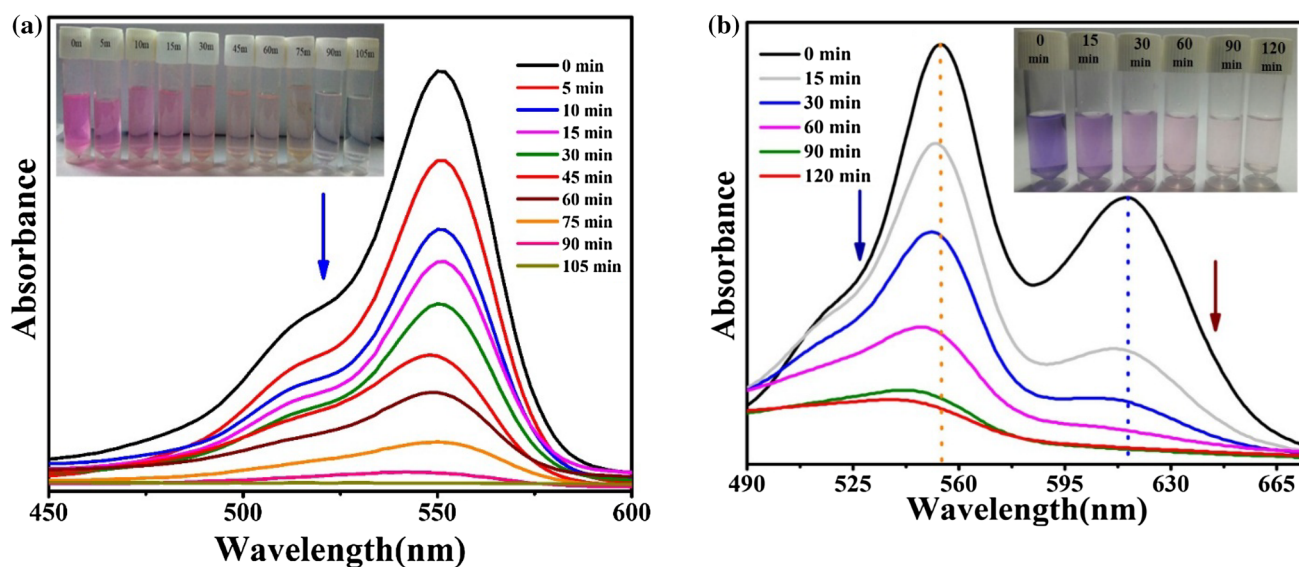 (a)
0m 5m 10m 15m 30m 45m 60m 75m 90m 105m
0 min
5 min
10 min
15 min
30 min
45 min
60 min
75 min
90 min
105 min
Absorbance
450 500 550 600
Wavelength(nm)
(b)
0 min
15 min
30 min
60 min
90 min
120 min
0 15 30 60 90 120
min min min min min min
Absorbance
490 525 560 595 630 665
Wavelength(nm)